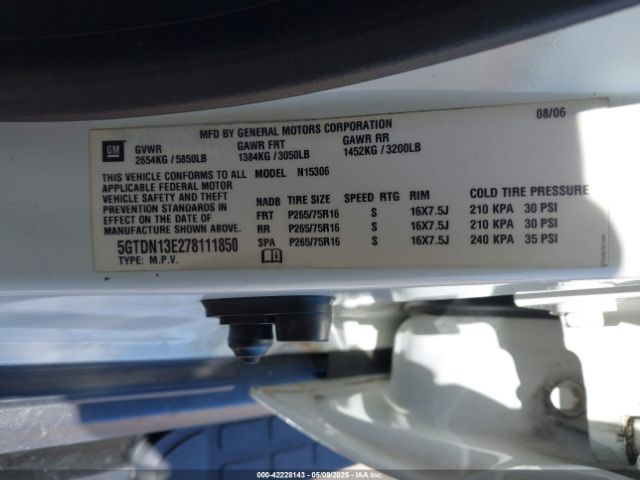 08/06
MFD BY GENERAL MOTORS CORPORATION
GM GVWR GAWR FRT GAWR RR
2654KG / 5850LB 1384KG / 3050LB 1452KG / 3200LB
THIS VEHICLE CONFORMS TO ALL MODEL N15306
APPLICABLE FEDERAL MOTOR
VEHICLE SAFETY AND THEFT
PREVENTION STANDARDS IN
EFFECT ON THE DATE OF
MANUFACTURE SHOWN ABOVE.
NADB TIRE SIZE SPEED RTG RIM COLD TIRE PRESSURE
FRT P265/75R16 S 16X7.5J 210 KPA 30 PSI
RR P265/75R16 S 16X7.5J 210 KPA 30 PSI
SPA P265/75R16 S 16X7.5J 240 KPA 35 PSI
5GTDN13E278111850
TYPE: M.P.V.
000-42228143 - 05/09/2025 - IAA Inc.